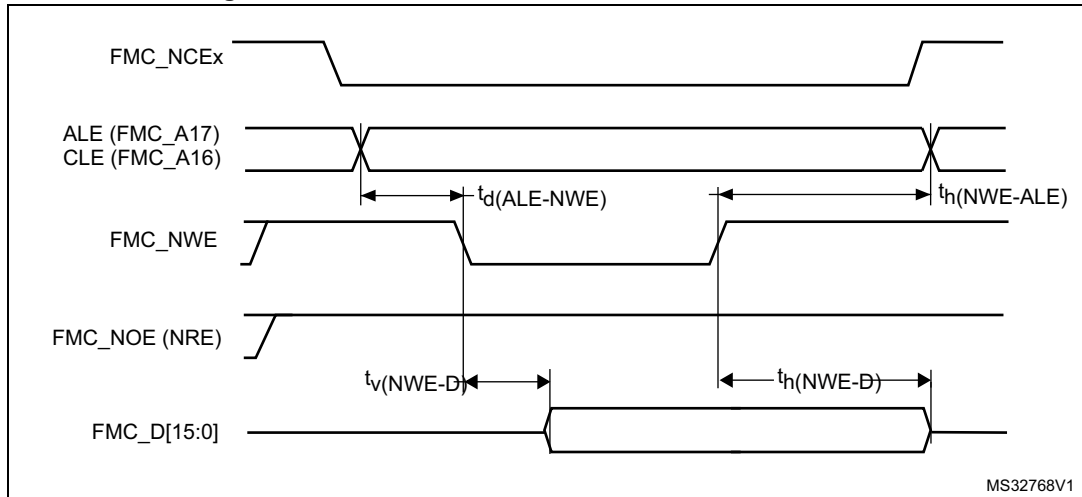 FMC_NCEx
ALE (FMC_A17)
CLE (FMC_A16)
td(ALE-NWE)
th(NWE-ALE)
FMC_NWE
FMC_NOE (NRE)
tv(NWE-D)
th(NWE-D)
FMC_D[15:0]
MS32768V1